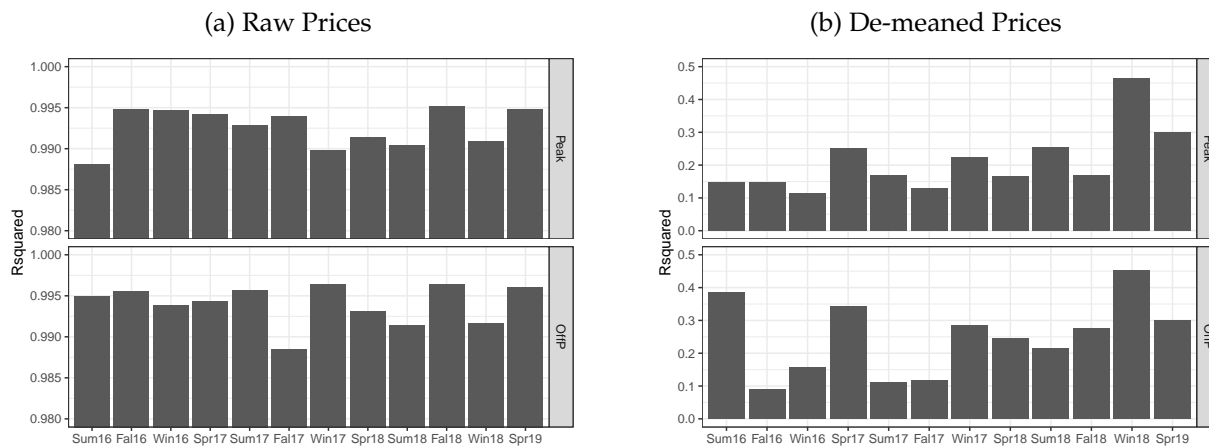 (a) Raw Prices
1.000
0.995
0.990
0.985
0.980
Peak
Rsquared
1.000
0.995
0.990
0.985
0.980
OffP
Sum16 Fal16 Win16 Spr17 Sum17 Fal17 Win17 Spr18 Sum18 Fal18 Win18 Spr19
(b) De-meaned Prices
0.5
0.4
0.3
0.2
0.1
0.0
Peak
Rsquared
0.5
0.4
0.3
0.2
0.1
0.0
OffP
Sum16 Fal16 Win16 Spr17 Sum17 Fal17 Win17 Spr18 Sum18 Fal18 Win18 Spr19